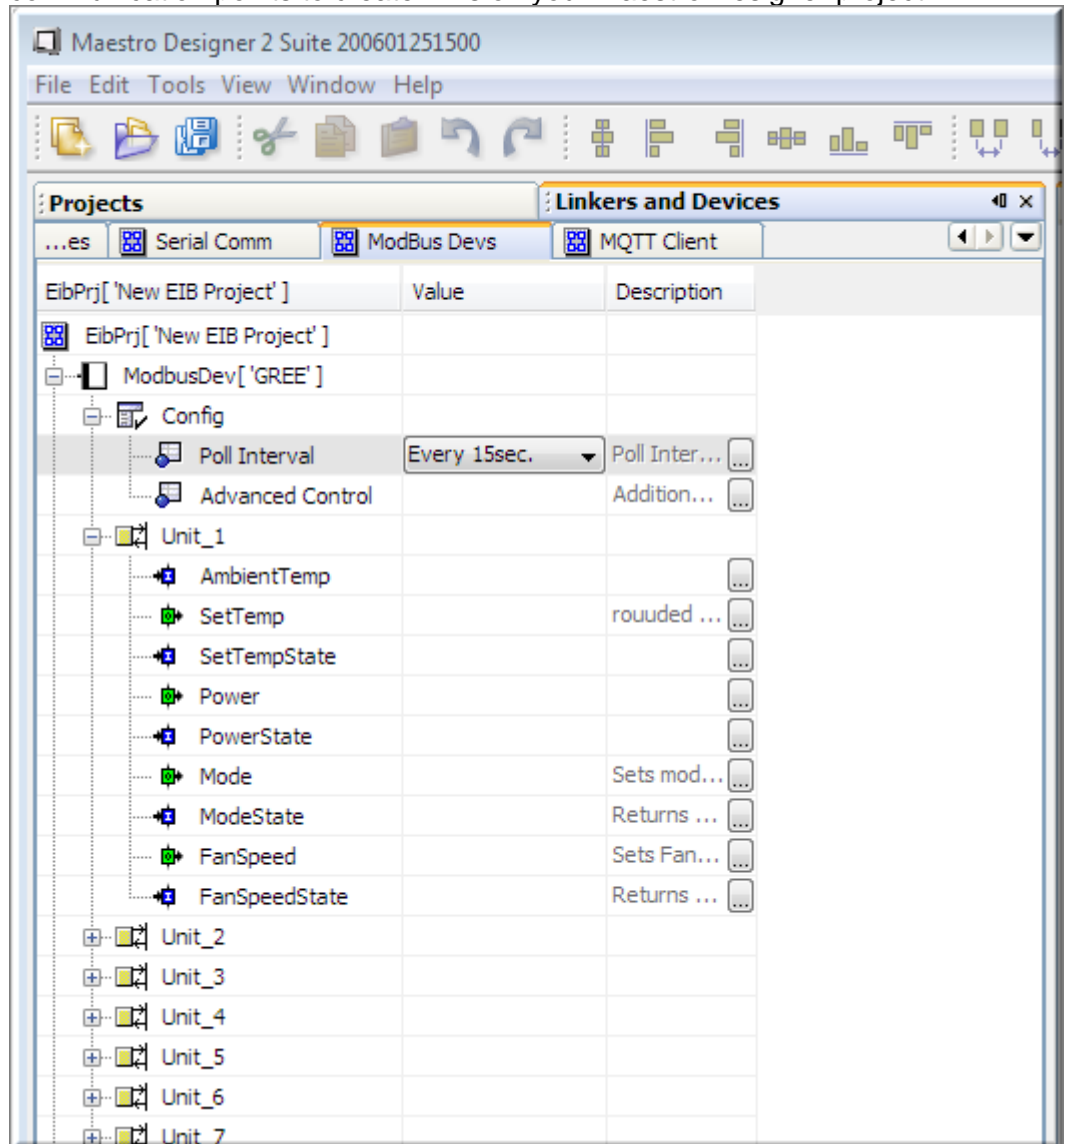 Maestro Designer 2 Suite 200601251500
File Edit Tools View Window Help
Projects Linkers and Devices
...es Serial Comm ModBus Devs MQTT Client
EibPrj[ 'New EIB Project' ] Value Description
EibPrj[ 'New EIB Project' ]
ModbusDev[ 'GREE' ]
Config
Poll Interval Every 15sec. Poll Inter... ...
Advanced Control Addition... ...
Unit_1
AmbientTemp ...
SetTemp rouuded ... ...
SetTempState ...
Power ...
PowerState ...
Mode Sets mod... ...
ModeState Returns ... ...
FanSpeed Sets Fan... ...
FanSpeedState Returns ... ...
Unit_2
Unit_3
Unit_4
Unit_5
Unit_6
Unit_7